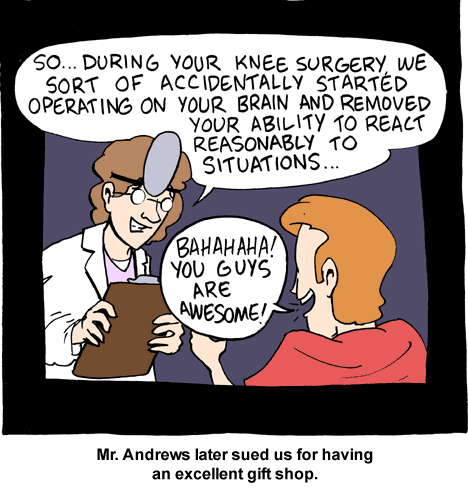 SO... DURING YOUR KNEE SURGERY, WE
SORT OF ACCIDENTALLY STARTED
OPERATING ON YOUR BRAIN AND REMOVED
YOUR ABILITY TO REACT
REASONABLY TO
SITUATIONS...
BAHAHAHA!
YOU GUYS
ARE
AWESOME!
Mr. Andrews later sued us for having
an excellent gift shop.